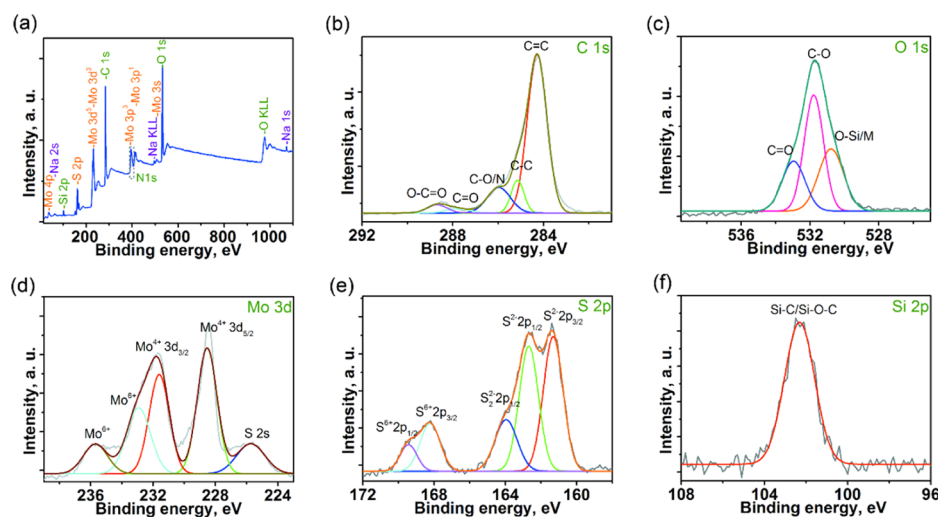 (a)
Intensity, a. u.
-Mo 4p
-Na 2s
-Si 2p
-S 2p
-Mo 3d⁵-Mo 3d³
-C 1s
-Mo 3p³-Mo 3p¹
N1s
-Na KLL
-Mo 3s
O 1s
-O KLL
-Na 1s
200 400 600 800 1000
Binding energy, eV
(b)
C 1s
Intensity, a. u.
C=C
C-C
C-O/N
C=O
O-C=O
292 288 284
Binding energy, eV
(c)
O 1s
Intensity, a. u.
C-O
O-Si/M
C=O
536 532 528
Binding energy, eV
(d)
Mo 3d
Intensity, a. u.
Mo⁴⁺ 3d₅/₂
Mo⁴⁺ 3d₃/₂
Mo⁶⁺
Mo⁶⁺
S 2s
236 232 228 224
Binding energy, eV
(e)
S 2p
Intensity, a. u.
S²⁻2p₁/₂ S²⁻2p₃/₂
S₂²⁻2p₁/₂
S⁶⁺2p₃/₂
S⁶⁺2p₁/₂
172 168 164 160
Binding energy, eV
(f)
Si 2p
Intensity, a. u.
Si-C/Si-O-C
108 104 100 96
Binding energy, eV